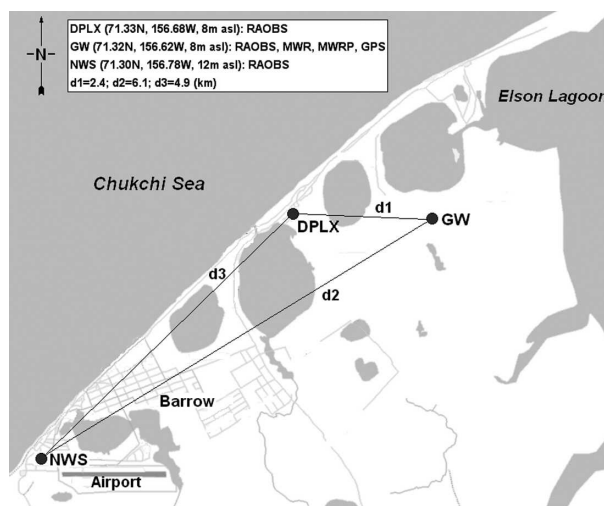 DPLX (71.33N, 156.68W, 8m asl): RAOBS
GW (71.32N, 156.62W, 8m asl): RAOBS, MWR, MWRP, GPS
NWS (71.30N, 156.78W, 12m asl): RAOBS
d1=2.4; d2=6.1; d3=4.9 (km)
N
Elson Lagoon
Chukchi Sea
d1
DPLX
GW
d3
d2
Barrow
NWS
Airport